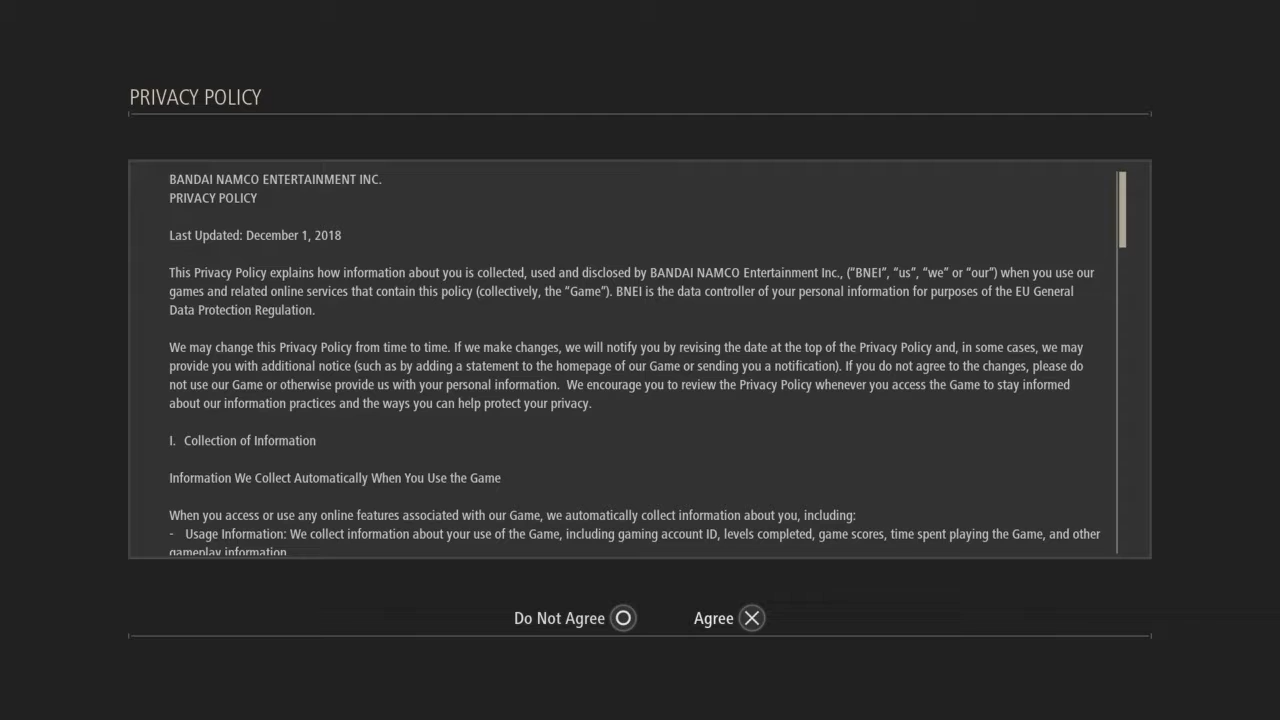 PRIVACY POLICY
BANDAI NAMCO ENTERTAINMENT INC.
PRIVACY POLICY
Last Updated: December 1, 2018
This Privacy Policy explains how information about you is collected, used and disclosed by BANDAI NAMCO Entertainment Inc., (“BNEI”, “us”, “we” or “our”) when you use our
games and related online services that contain this policy (collectively, the “Game”). BNEI is the data controller of your personal information for purposes of the EU General
Data Protection Regulation.
We may change this Privacy Policy from time to time. If we make changes, we will notify you by revising the date at the top of the Privacy Policy and, in some cases, we may
provide you with additional notice (such as by adding a statement to the homepage of our Game or sending you a notification). If you do not agree to the changes, please do
not use our Game or otherwise provide us with your personal information.  We encourage you to review the Privacy Policy whenever you access the Game to stay informed
about our information practices and the ways you can help protect your privacy.
I.  Collection of Information
Information We Collect Automatically When You Use the Game
When you access or use any online features associated with our Game, we automatically collect information about you, including:
-   Usage Information: We collect information about your use of the Game, including gaming account ID, levels completed, game scores, time spent playing the Game, and other
gameplay information
Do Not Agree
Agree